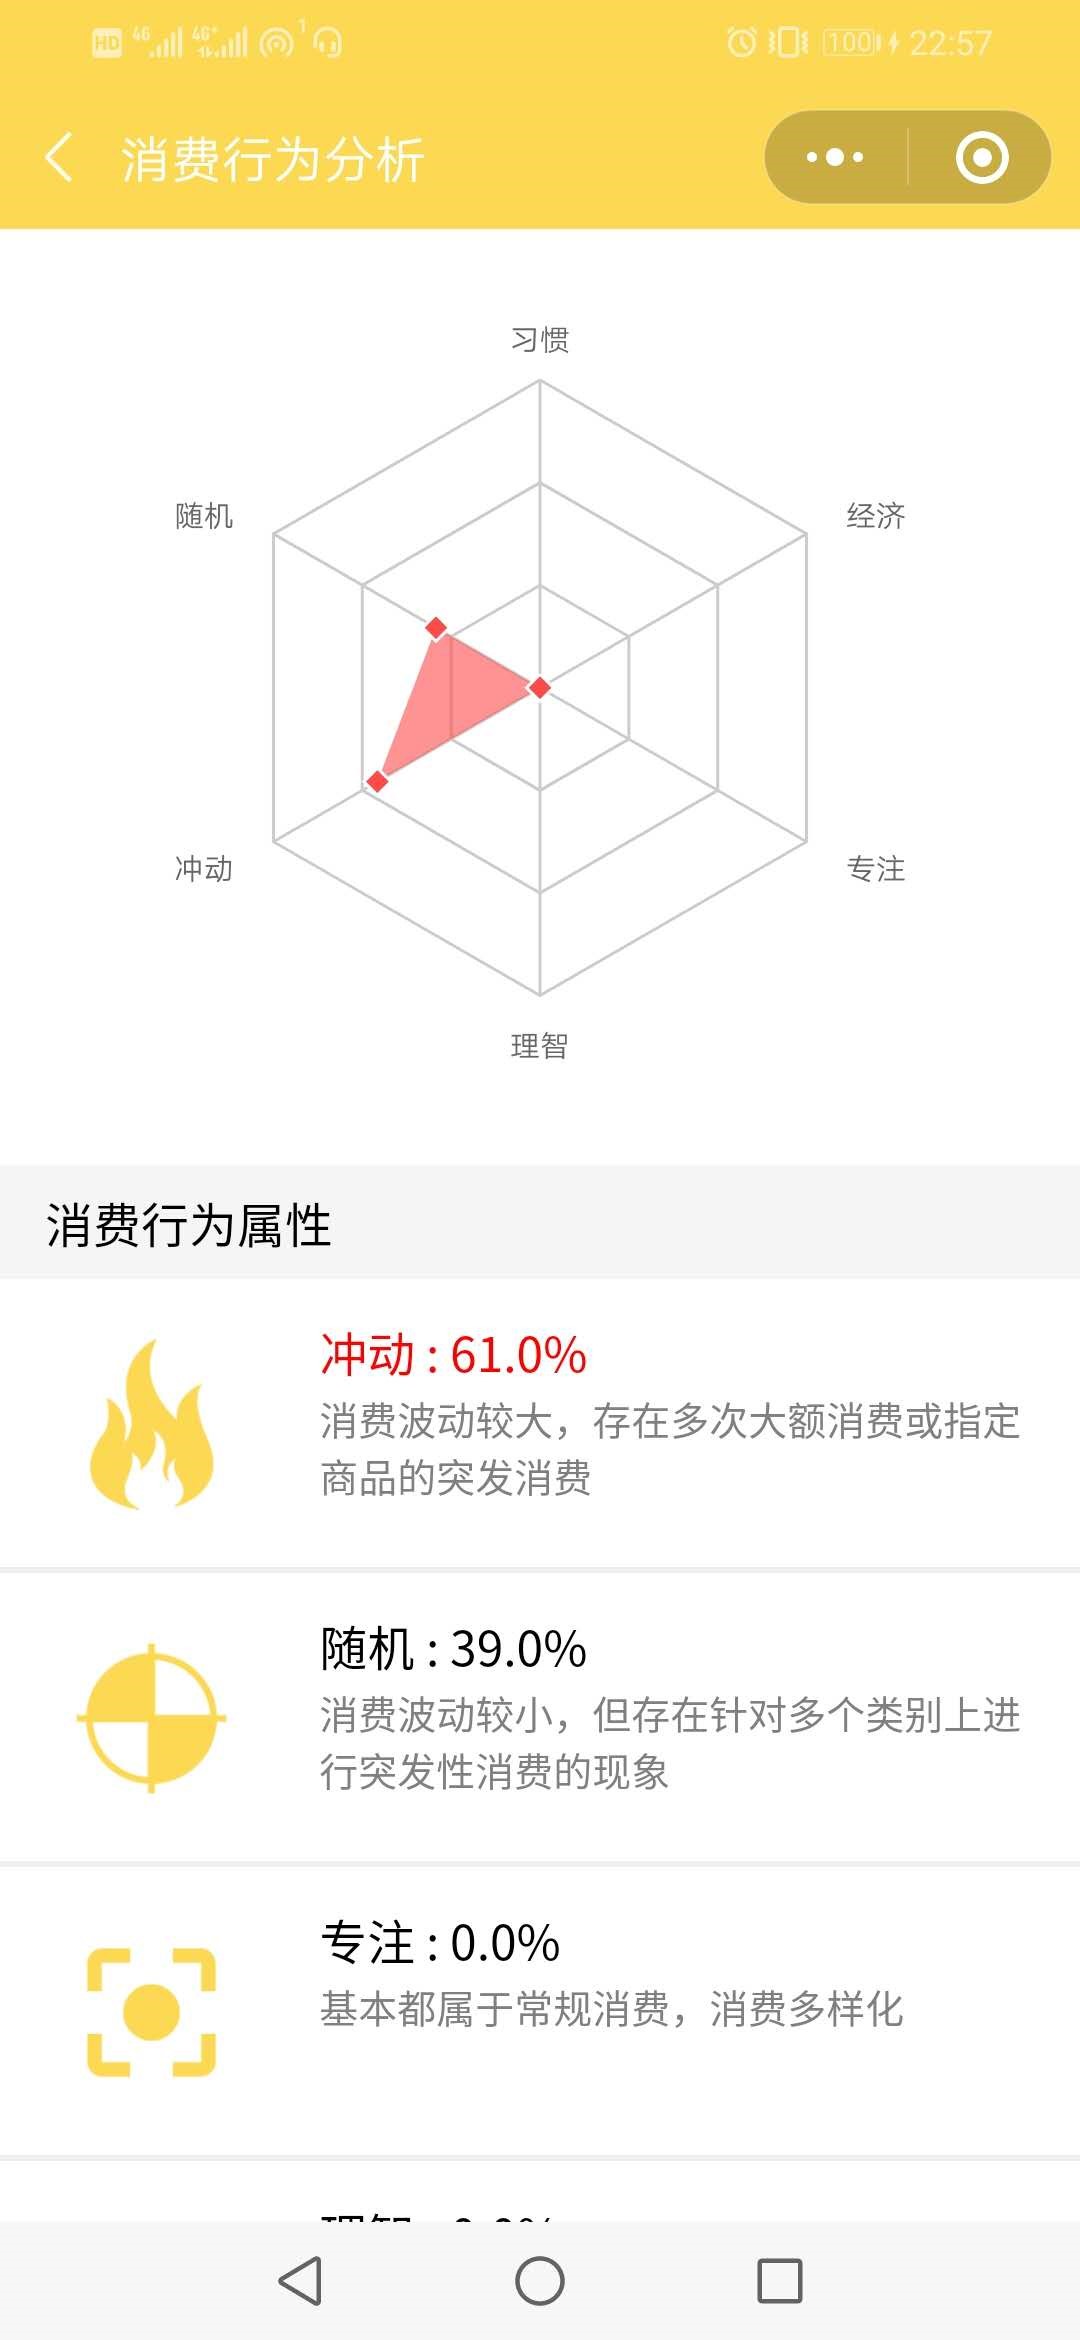 HD 4G 4G+ 1 100 22:57
消费行为分析
习惯
随机
经济
冲动
专注
理智
消费行为属性
冲动 : 61.0%
消费波动较大，存在多次大额消费或指定
商品的突发消费
随机 : 39.0%
消费波动较小，但存在针对多个类别上进
行突发性消费的现象
专注 : 0.0%
基本都属于常规消费，消费多样化